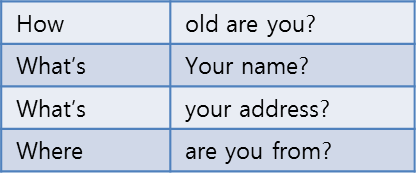 How old are you?
What's Your name?
What's your address?
Where are you from?